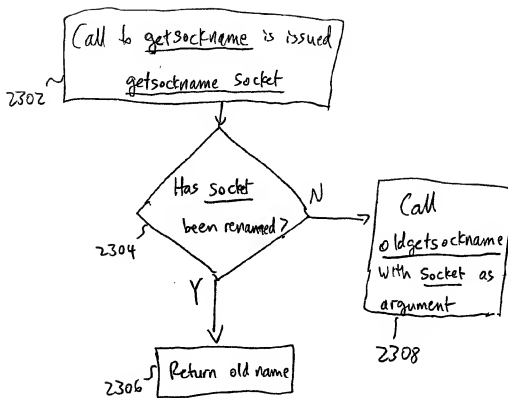 Call to getsockname is issued
getsockname socket
2302
Has socket
been renamed?
N
2304
Y
Call
oldgetsockname
with socket as
argument
2308
Return old name
2306